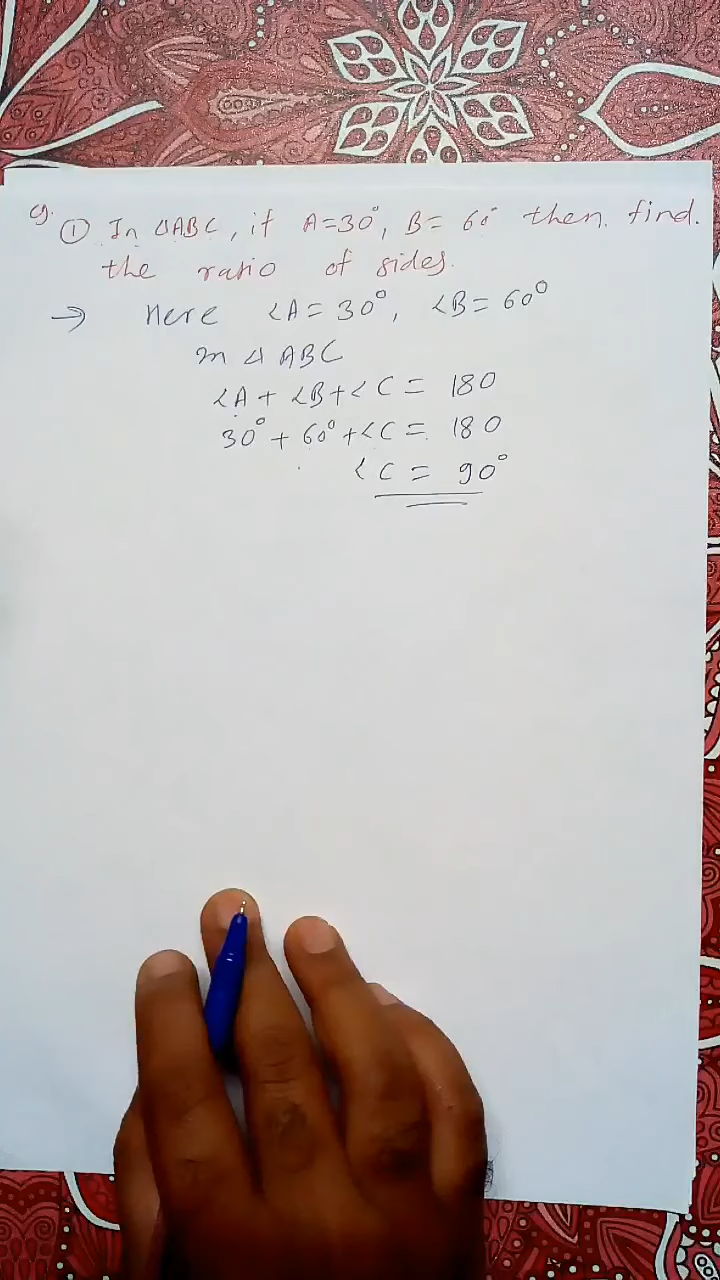 g. ① In △ABC, if A=30°, B= 60° then. find.
the ratio of sides.
→ Here ∠A= 30°, ∠B= 60°
In △ ABC
∠A + ∠B+∠C = 180
30° + 60° +∠C = 180
∠C = 90°